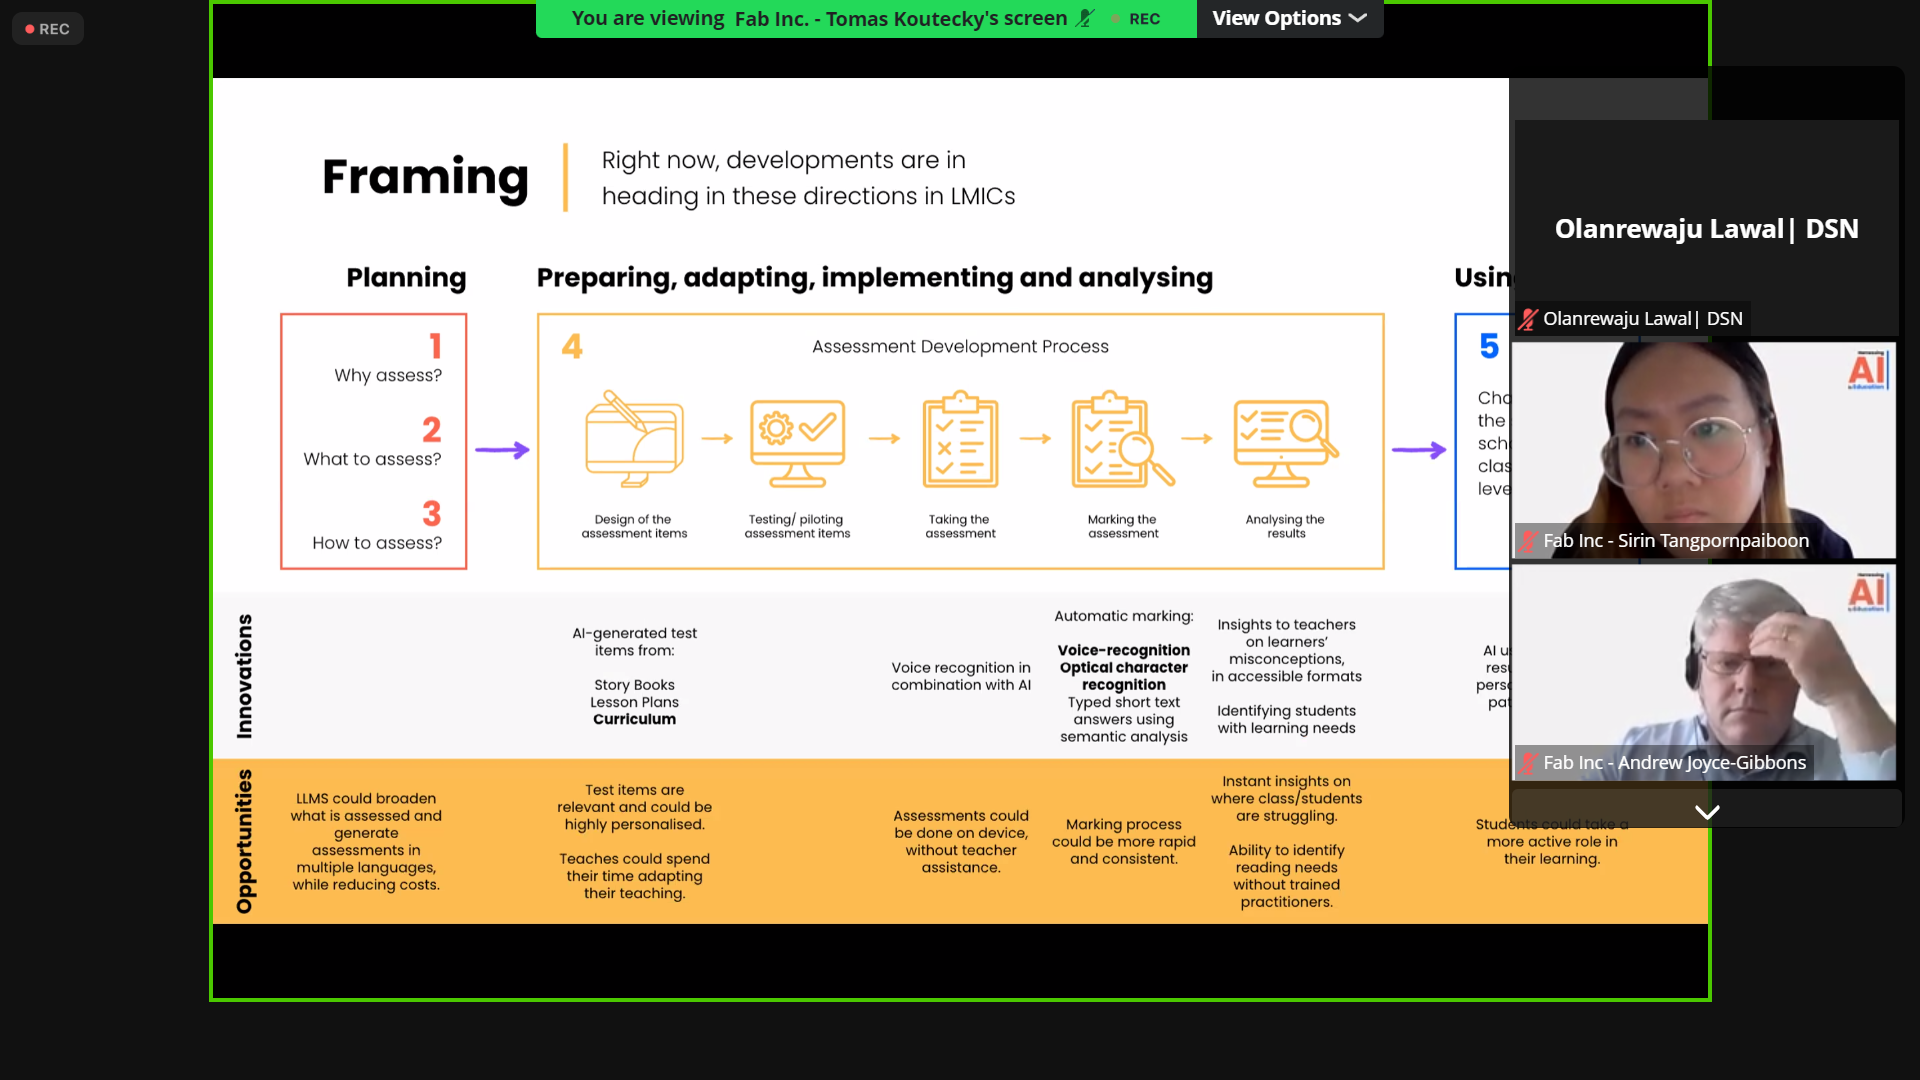 REC
You are viewing Fab Inc. - Tomas Koutecky's screen
REC
View Options
Framing
Right now, developments are in
heading in these directions in LMICs
Planning
1
Why assess?
2
What to assess?
3
How to assess?
Preparing, adapting, implementing and analysing
4
Assessment Development Process
Design of the
assessment items
Testing/ piloting
assessment items
Taking the
assessment
Marking the
assessment
Analysing the
results
5
the
Innovations
AI-generated test
items from:
Story Books
Lesson Plans
Curriculum
Voice recognition in
combination with AI
Automatic marking:
Voice-recognition
Optical character
recognition
Typed short text
answers using
semantic analysis
Insights to teachers
on learners'
misconceptions,
in accessible formats
Identifying students
with learning needs
AI
Opportunities
LLMS could broaden
what is assessed and
generate
assessments in
multiple languages,
while reducing costs.
Test items are
relevant and could be
highly personalised.
Teaches could spend
their time adapting
their teaching.
Assessments could
be done on device,
without teacher
assistance.
Marking process
could be more rapid
and consistent.
Instant insights on
where class/students
are struggling.
Ability to identify
reading needs
without trained
practitioners.
Students could take a
more active role in
their learning.
Olanrewaju Lawal| DSN
Olanrewaju Lawal| DSN
AI
Fab Inc - Sirin Tangpornpaiboon
AI
Fab Inc - Andrew Joyce-Gibbons